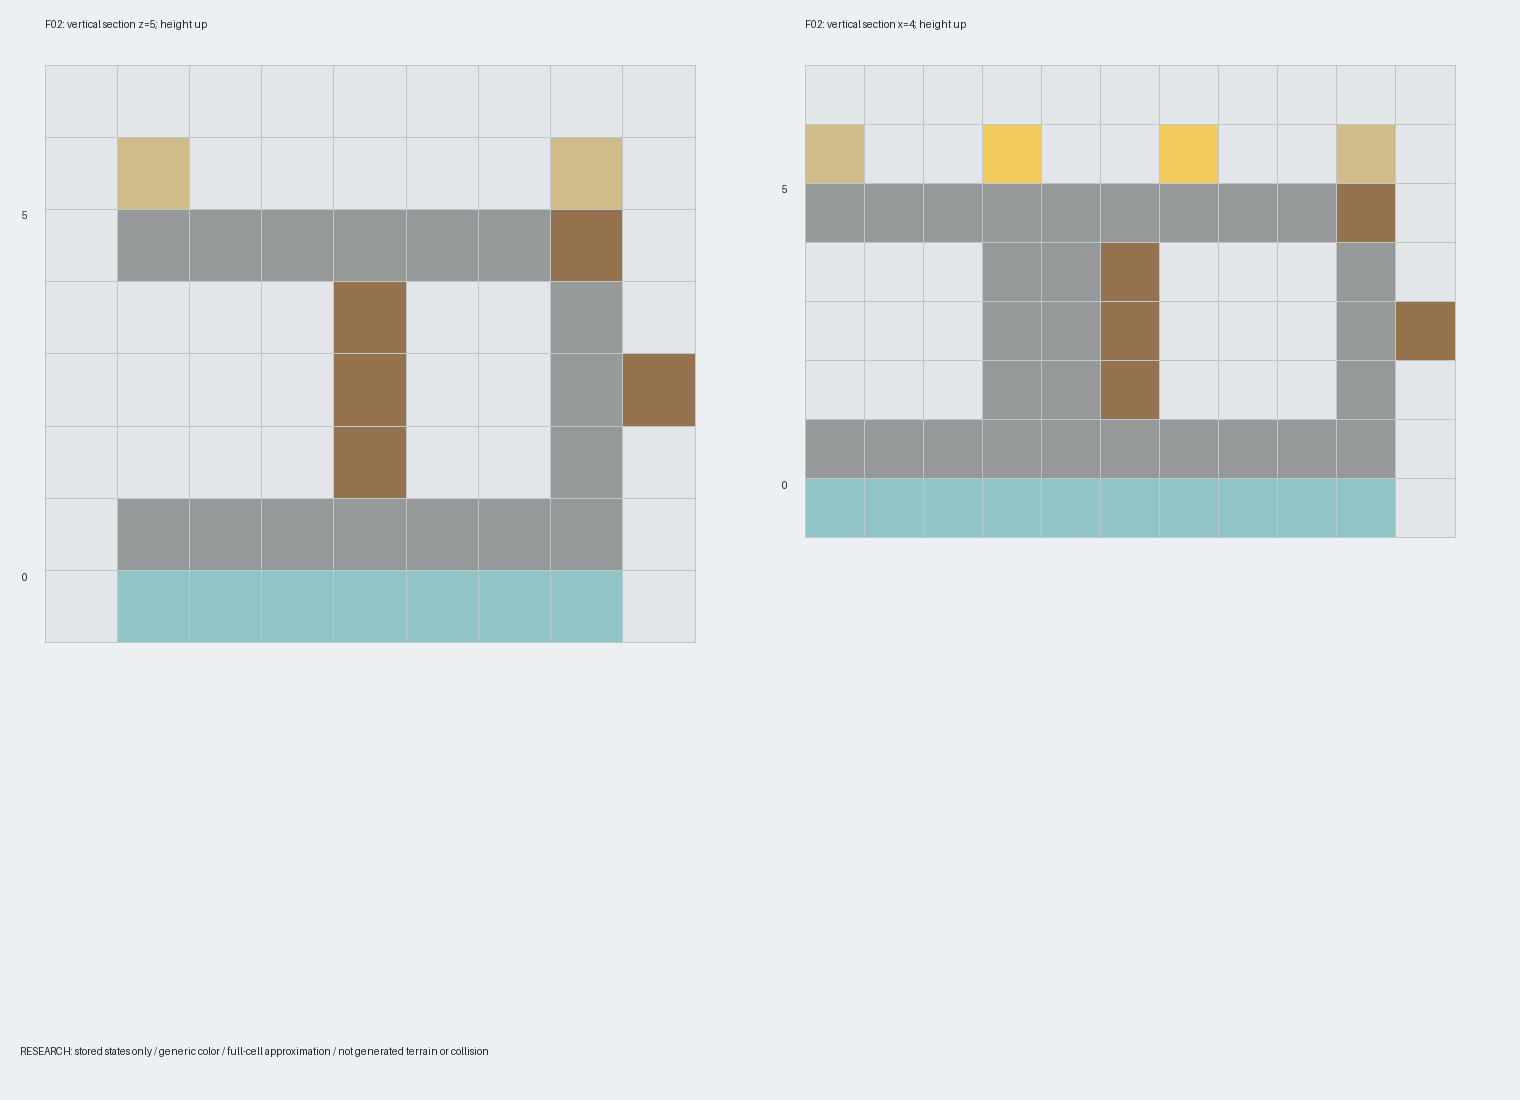 F02: vertical section z=5; height up
F02: vertical section x=4; height up
5
0
5
0
RESEARCH: stored states only / generic color / full-cell approximation / not generated terrain or collision